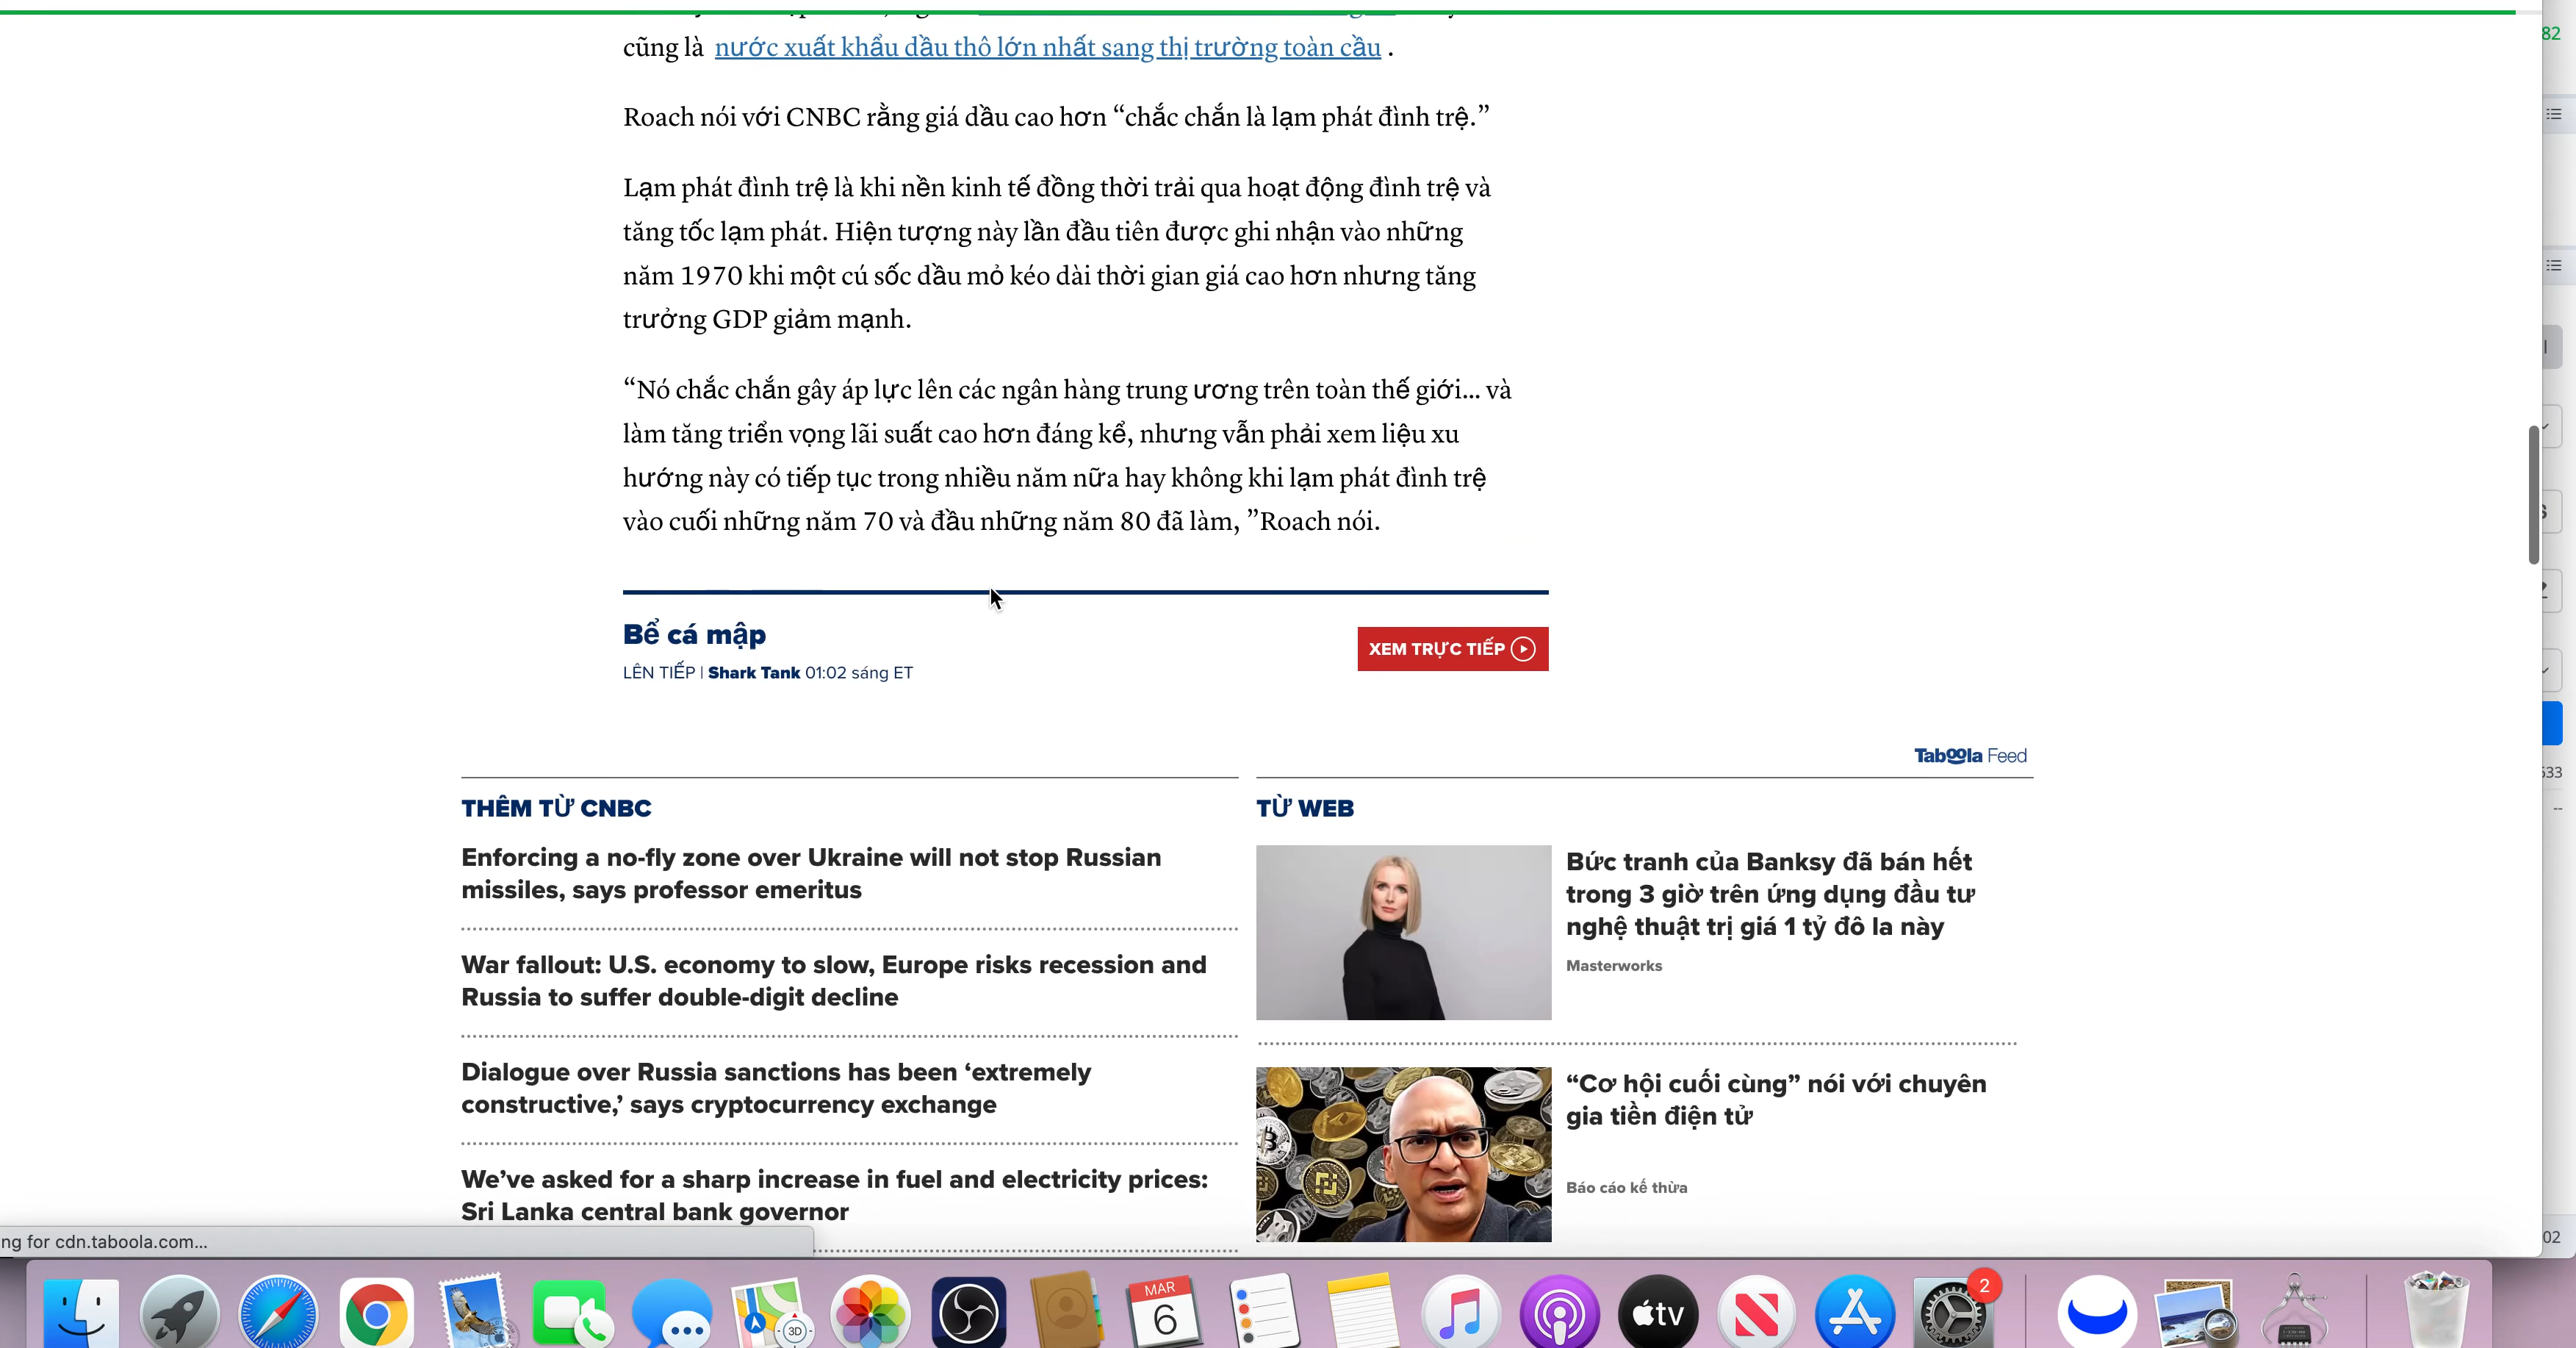 cũng là nước xuất khẩu dầu thô lớn nhất sang thị trường toàn cầu .
Roach nói với CNBC rằng giá dầu cao hơn “chắc chắn là lạm phát đình trệ.”
Lạm phát đình trệ là khi nền kinh tế đồng thời trải qua hoạt động đình trệ và
tăng tốc lạm phát. Hiện tượng này lần đầu tiên được ghi nhận vào những
năm 1970 khi một cú sốc dầu mỏ kéo dài thời gian giá cao hơn nhưng tăng
trưởng GDP giảm mạnh.
“Nó chắc chắn gây áp lực lên các ngân hàng trung ương trên toàn thế giới... và
làm tăng triển vọng lãi suất cao hơn đáng kể, nhưng vẫn phải xem liệu xu
hướng này có tiếp tục trong nhiều năm nữa hay không khi lạm phát đình trệ
vào cuối những năm 70 và đầu những năm 80 đã làm, ”Roach nói.
Bể cá mập
XEM TRỰC TIẾP
LÊN TIẾP | Shark Tank 01:02 sáng ET
Taboola Feed
THÊM TỪ CNBC
Enforcing a no-fly zone over Ukraine will not stop Russian
missiles, says professor emeritus
War fallout: U.S. economy to slow, Europe risks recession and
Russia to suffer double-digit decline
Dialogue over Russia sanctions has been ‘extremely
constructive,’ says cryptocurrency exchange
We’ve asked for a sharp increase in fuel and electricity prices:
Sri Lanka central bank governor
TỪ WEB
Bức tranh của Banksy đã bán hết
trong 3 giờ trên ứng dụng đầu tư
nghệ thuật trị giá 1 tỷ đô la này
Masterworks
“Cơ hội cuối cùng” nói với chuyên
gia tiền điện tử
Báo cáo kế thừa
ng for cdn.taboola.com...
82
533
--
02
3D
MAR
6
tv
2